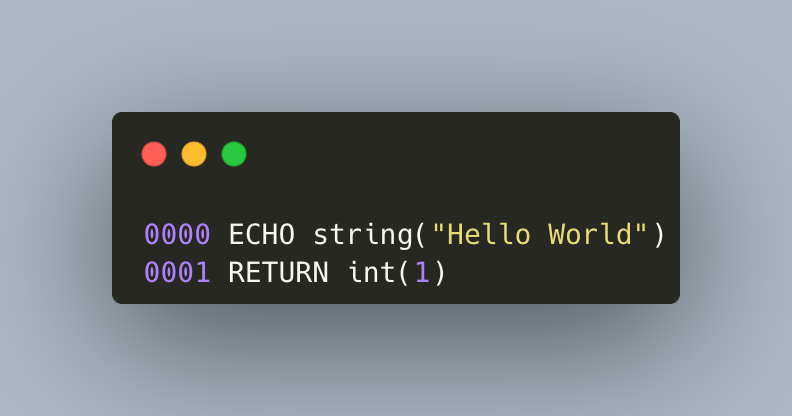 0000 ECHO string("Hello World")
0001 RETURN int(1)